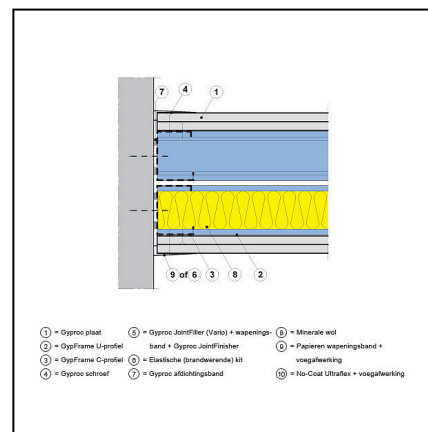 7 4 1
9 of 6 3 8 2
1 = Gyproc plaat
2 = GypFrame U-profiel
3 = GypFrame C-profiel
4 = Gyproc schroef
5 = Gyproc JointFiller (Vario) + wapenings-
band + Gyproc JointFinisher
6 = Elastische (brandwerende) kit
7 = Gyproc afdichtingsband
8 = Minerale wol
9 = Papieren wapeningsband +
voegafwerking
10 = No-Coat Ultraflex + voegafwerking